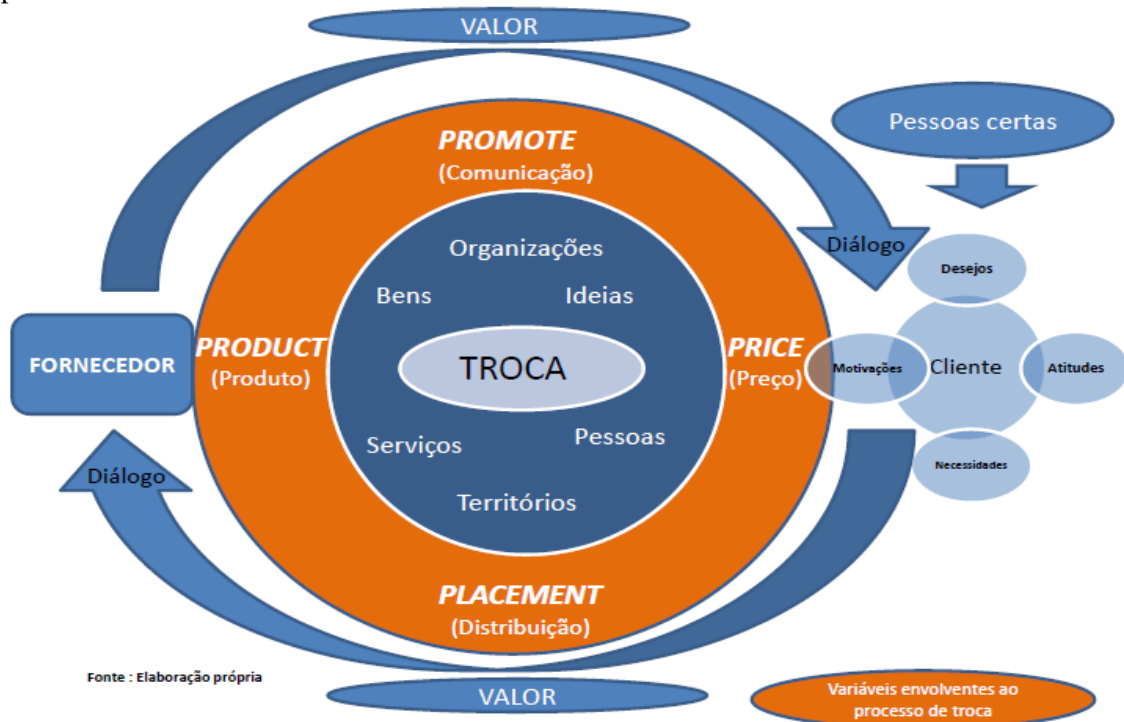 VALOR
Pessoas certas
PROMOTE
(Comunicação)
Diálogo
Organizações
Bens
Ideias
Desejos
FORNECEDOR
PRODUCT
(Produto)
TROCA
PRICE
(Preço)
Motivações
Cliente
Atitudes
Serviços
Pessoas
Necessidades
Diálogo
Territórios
PLACEMENT
(Distribuição)
Fonte : Elaboração própria
VALOR
Variáveis envolventes ao
processo de troca